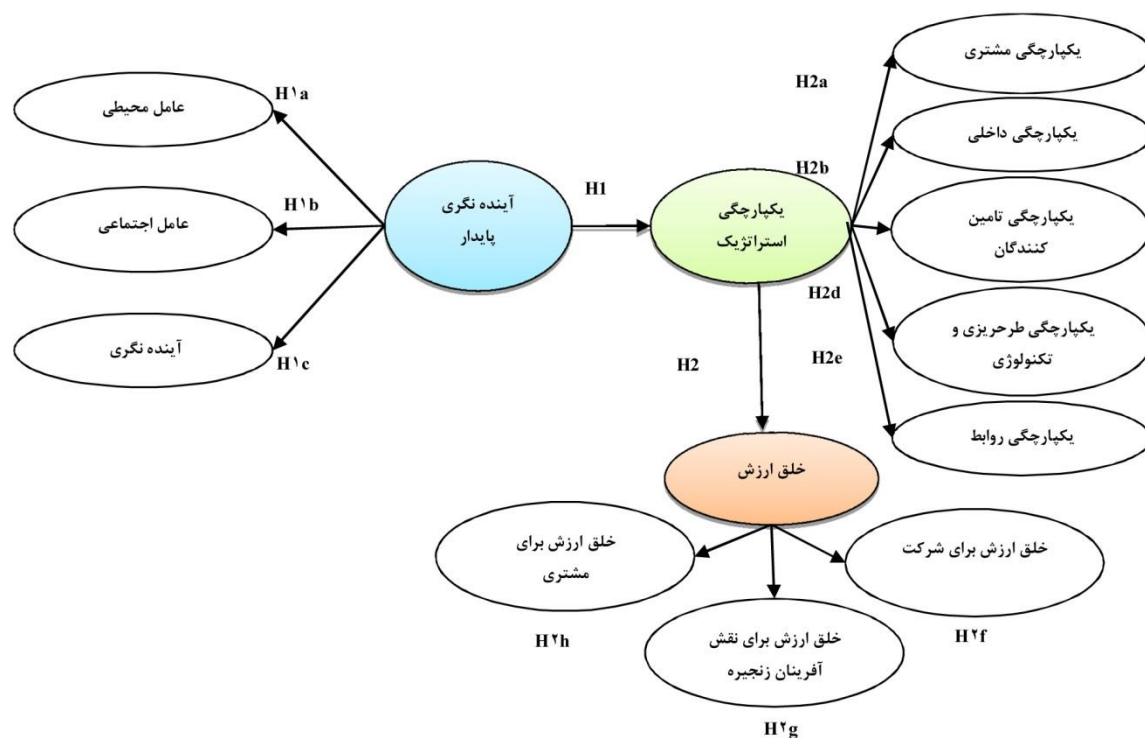 یکپارچگی مشتری
H2a
H۱a
عامل محیطی
یکپارچگی داخلی
H2b
آینده نگری
پایدار
H1
یکپارچگی
استراتژیک
H۱b
عامل اجتماعی
یکپارچگی تامین
کنندگان
H2d
یکپارچگی طرحریزی و
تکنولوژی
آینده نگری
H۱c
H2
H2e
یکپارچگی روابط
خلق ارزش
خلق ارزش برای شرکت
H۲f
خلق ارزش برای
مشتری
H۲h
خلق ارزش برای نقش
آفرینان زنجیره
H۲g